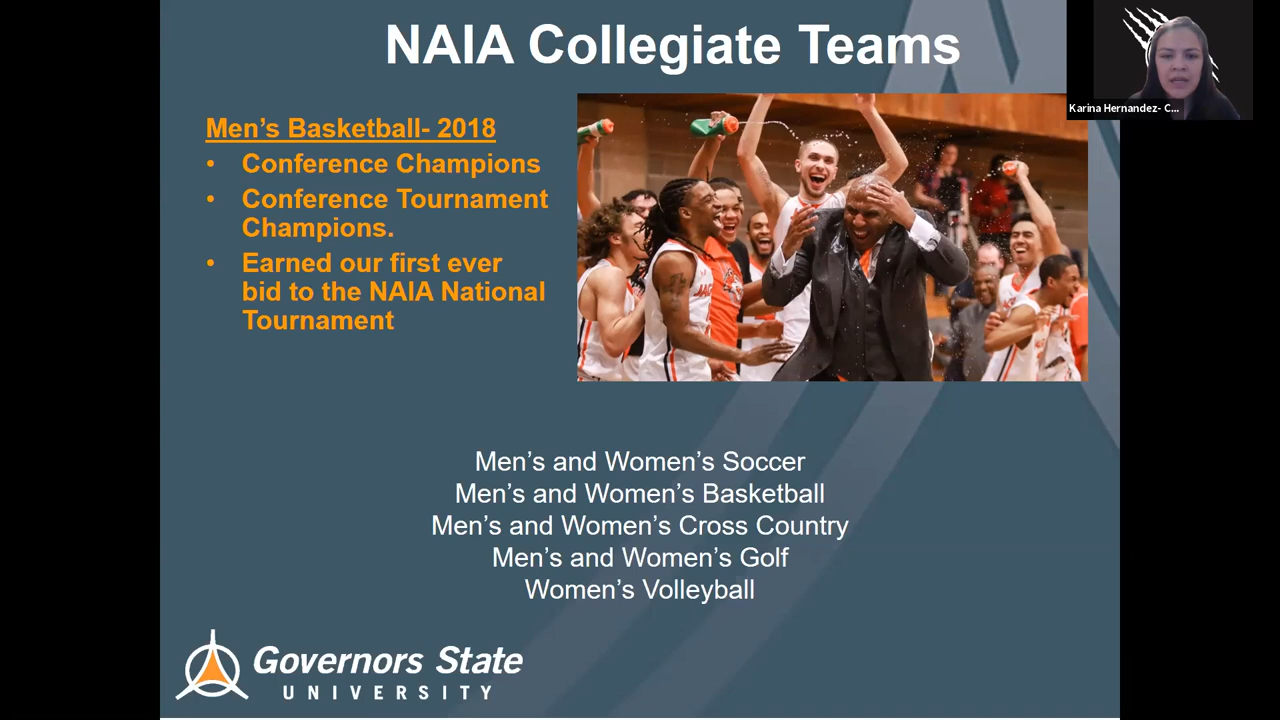 NAIA Collegiate Teams
Karina Hernandez- C...
Men’s Basketball- 2018
• Conference Champions
• Conference Tournament
Champions.
• Earned our first ever
bid to the NAIA National
Tournament
Men’s and Women’s Soccer
Men’s and Women’s Basketball
Men’s and Women’s Cross Country
Men’s and Women’s Golf
Women’s Volleyball
Governors State
UNIVERSITY